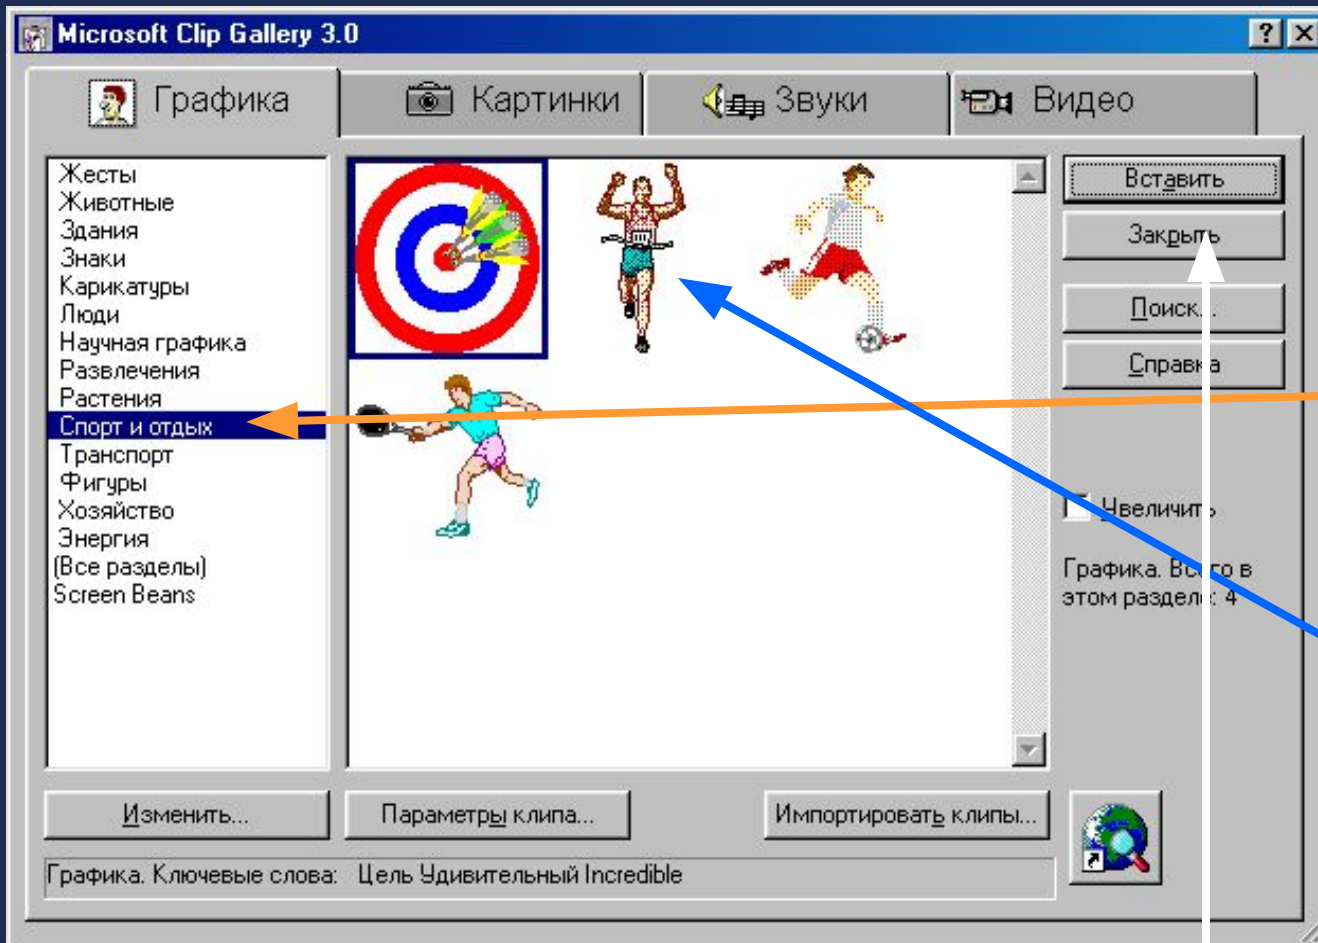 Microsoft Clip Gallery 3.0
Графика
Картинки
Звуки
Видео
Жесты
Животные
Здания
Знаки
Карикатуры
Люди
Научная графика
Развлечения
Растения
Спорт и отдых
Транспорт
Фигуры
Хозяйство
Энергия
(Все разделы)
Screen Beans
Вставить
Закрыть
Поиск...
Справка
Увеличить
Графика. Всего в
этом разделе: 4
Изменить...
Параметры клипа...
Импортировать клипы...
Графика. Ключевые слова: Цель Удивительный Incredible